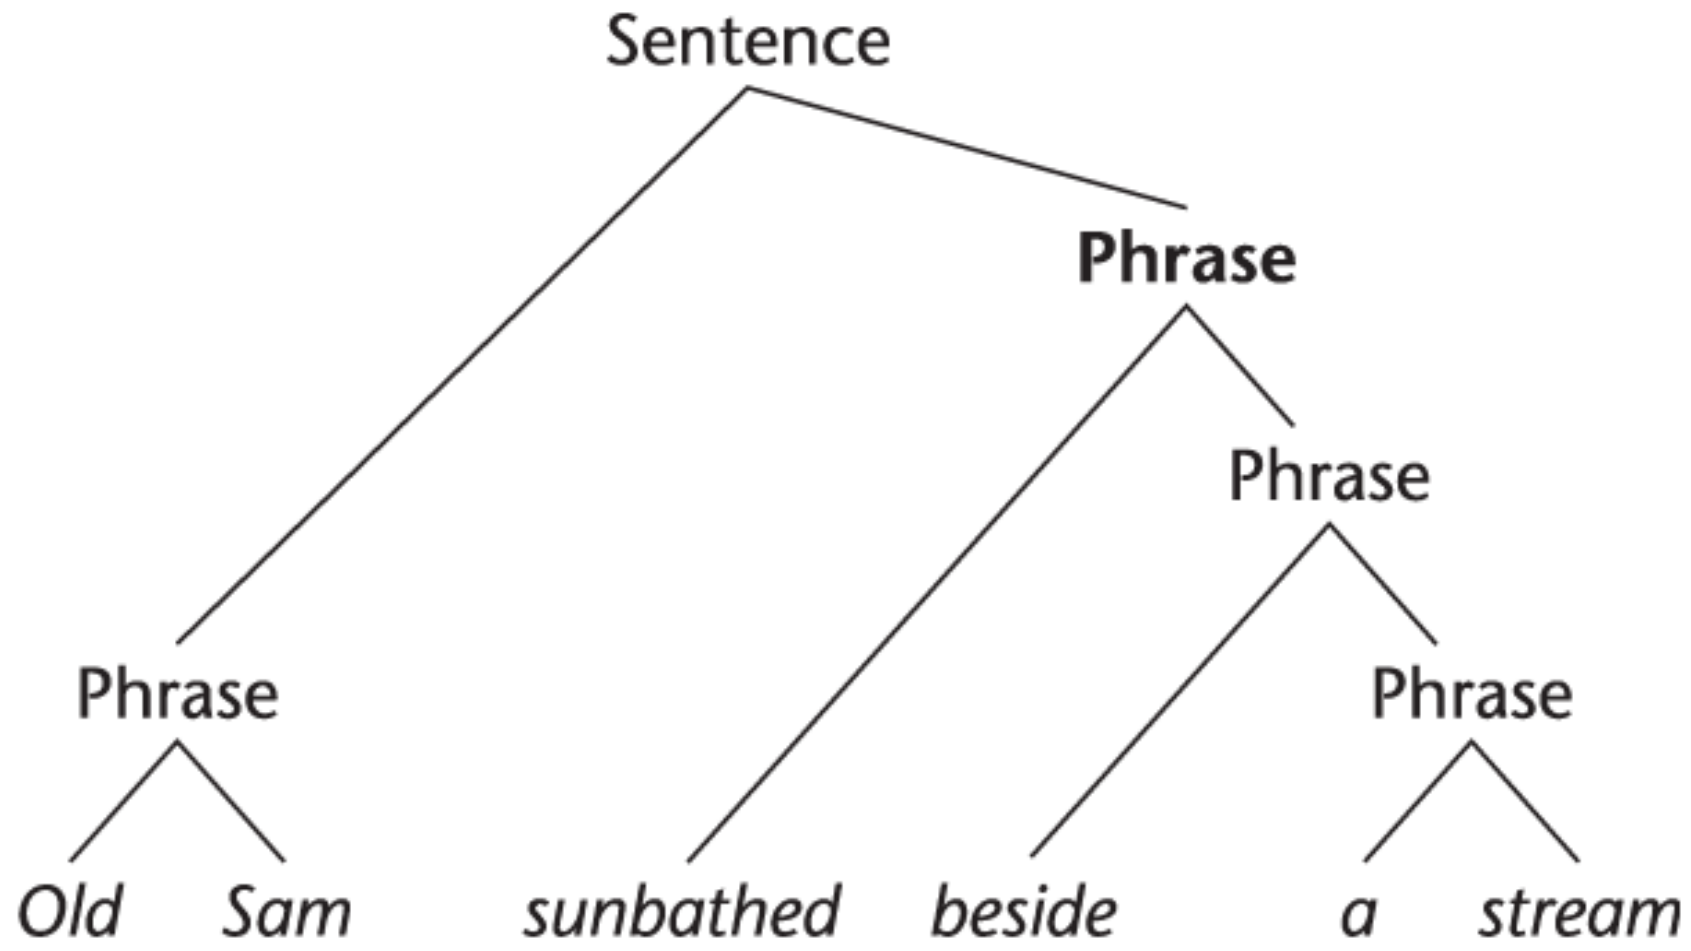 Sentence
Phrase
Phrase
Phrase Phrase
Old Sam sunbathed beside a stream